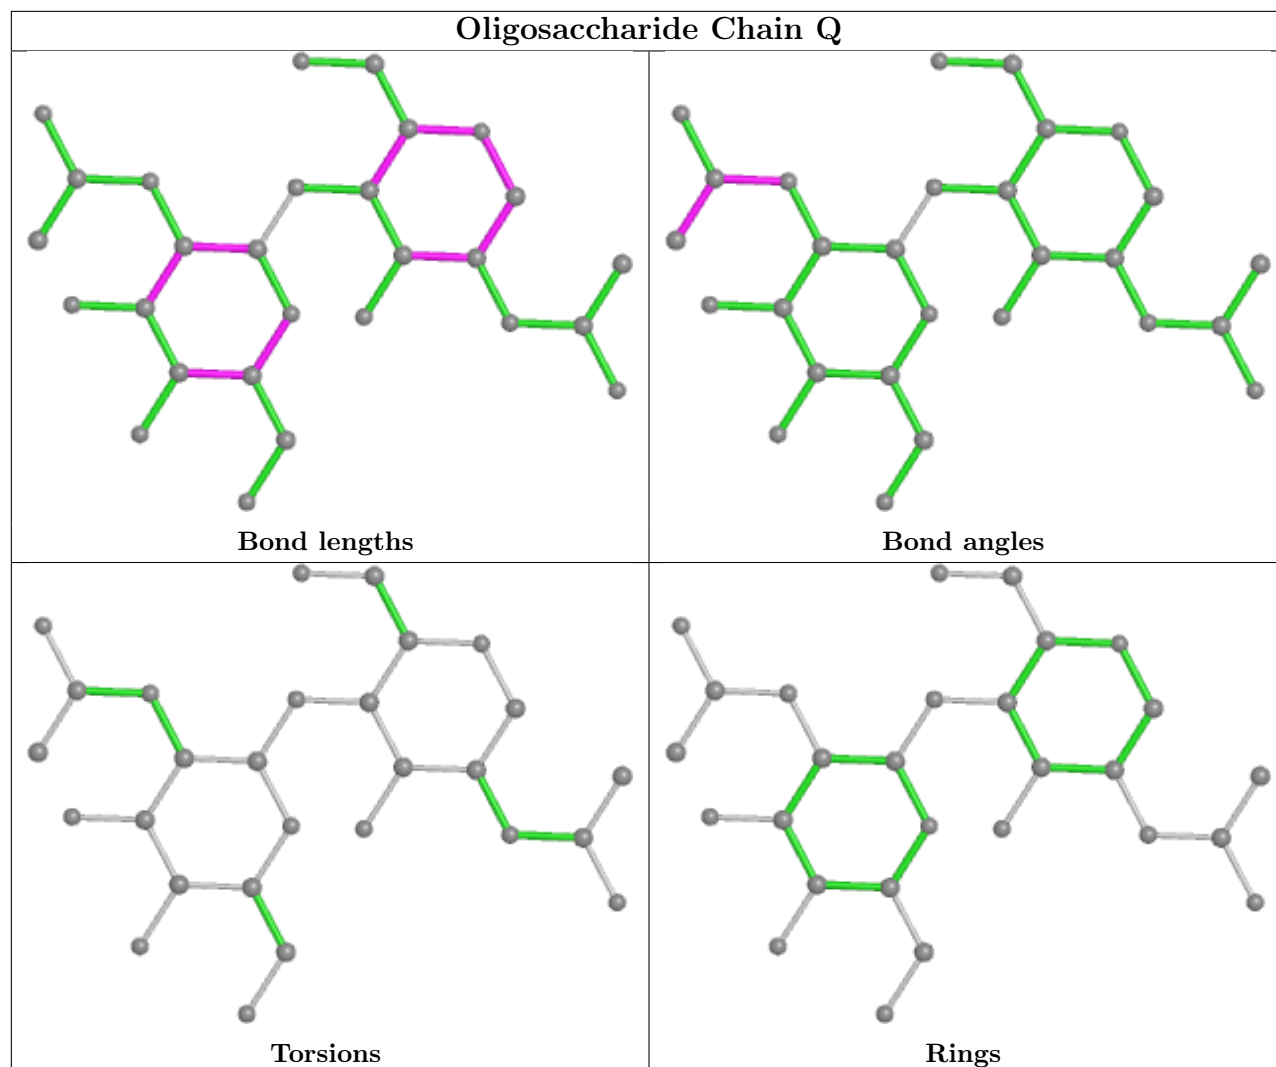 Oligosaccharide Chain Q
Bond lengths
Bond angles
Torsions
Rings